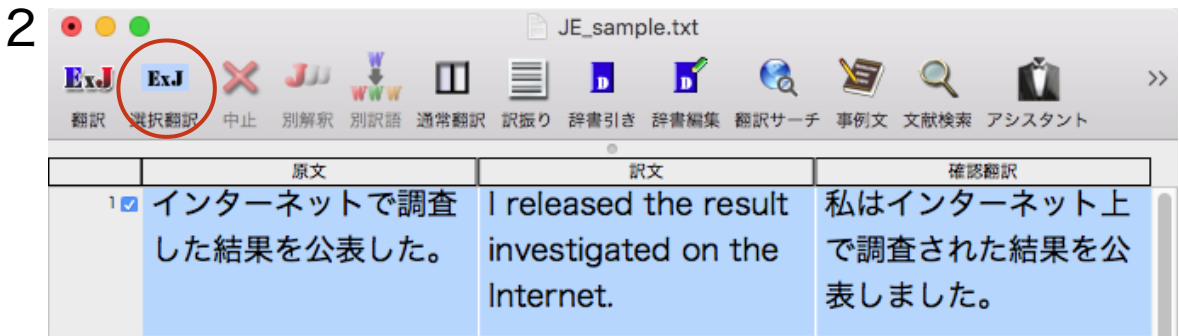 2
JE_sample.txt
ExJ ExJ J W WWW D D
翻訳 選択翻訳 中止 別解釈 別訳語 通常翻訳 訳振り 辞書引き 辞書編集 翻訳サーチ 事例文 文献検索 アシスタント
原文 訳文 確認翻訳
1 インターネットで調査
した結果を公表した。
I released the result
investigated on the
Internet.
私はインターネット上
で調査された結果を公
表しました。